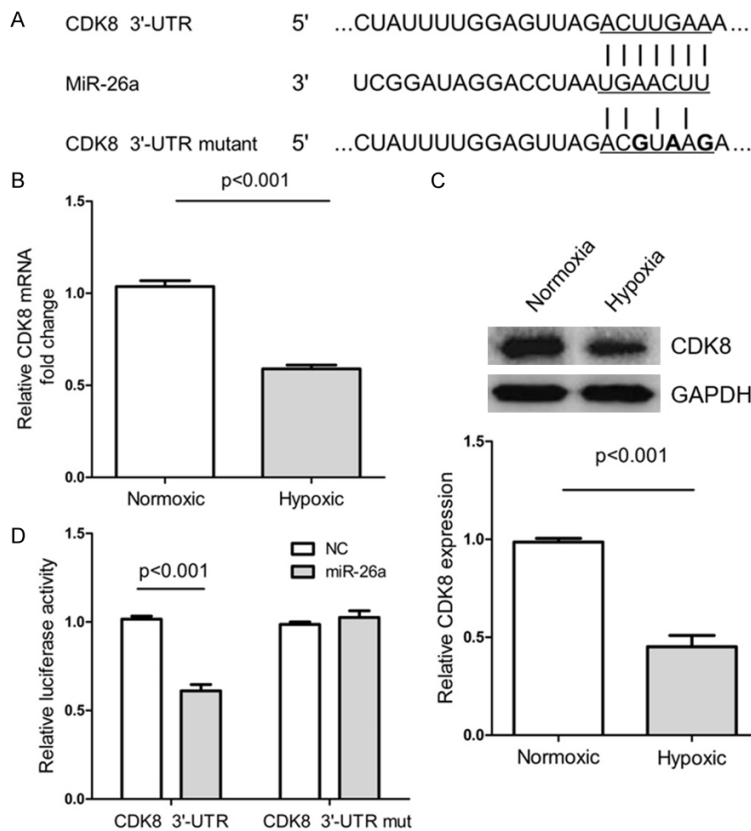 A
CDK8 3'-UTR 5' ...CUAUUUUGGAGUUAGACUUGAAA...
MiR-26a 3' UCGGAUAGGACCUAAUGAACUU
CDK8 3'-UTR mutant 5' ...CUAUUUUGGAGUUAGACGUAAGA...
B
p<0.001
Relative CDK8 mRNA
fold change
1.5
1.0
0.5
0.0
Normoxic Hypoxic
C
Normoxia Hypoxia
CDK8
GAPDH
p<0.001
Relative CDK8 expression
1.5
1.0
0.5
0.0
Normoxic Hypoxic
D
NC
miR-26a
p<0.001
Relative luciferase activity
1.5
1.0
0.5
0.0
CDK8 3'-UTR CDK8 3'-UTR mut